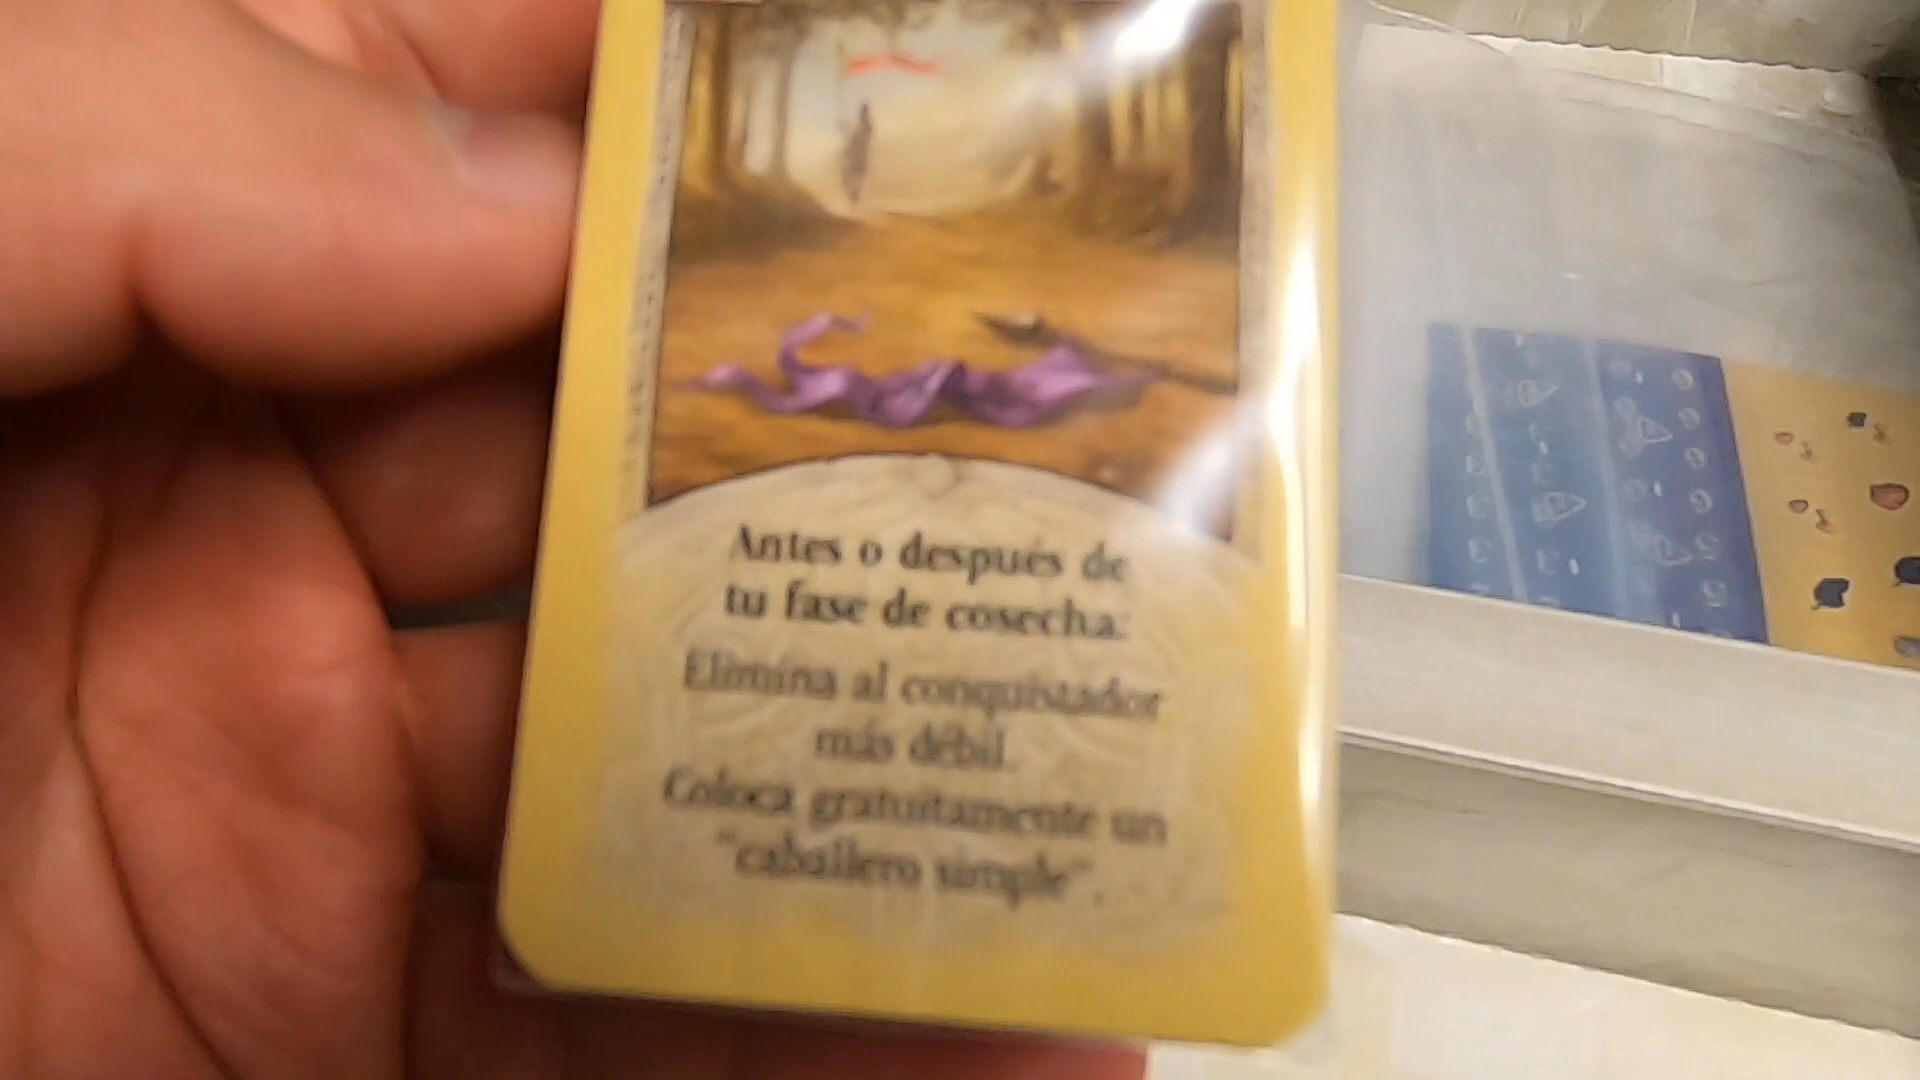 Antes o después de
tu fase de cosecha:
Elimina al conquistador
más débil.
Coloca gratuitamente un
"caballero simple".